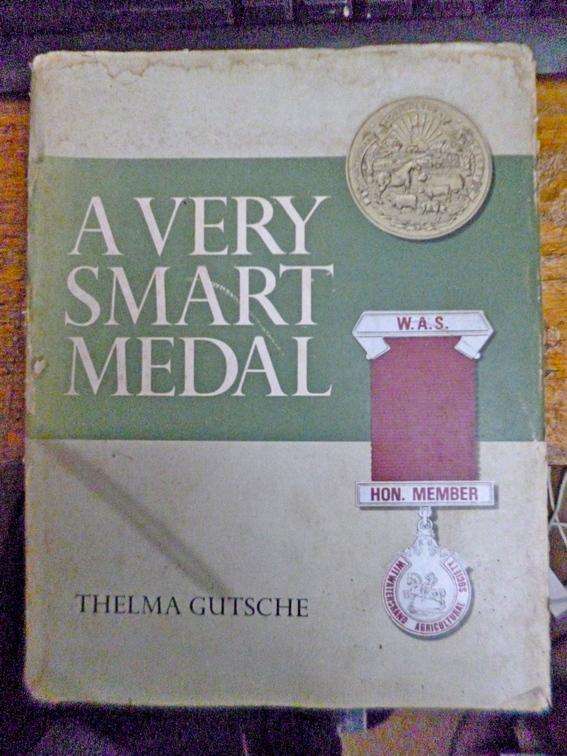 A VERY
SMART
MEDAL
W.A.S.
HON. MEMBER
WITWATERSRAND AGRICULTURAL SOCIETY
THELMA GUTSCHE